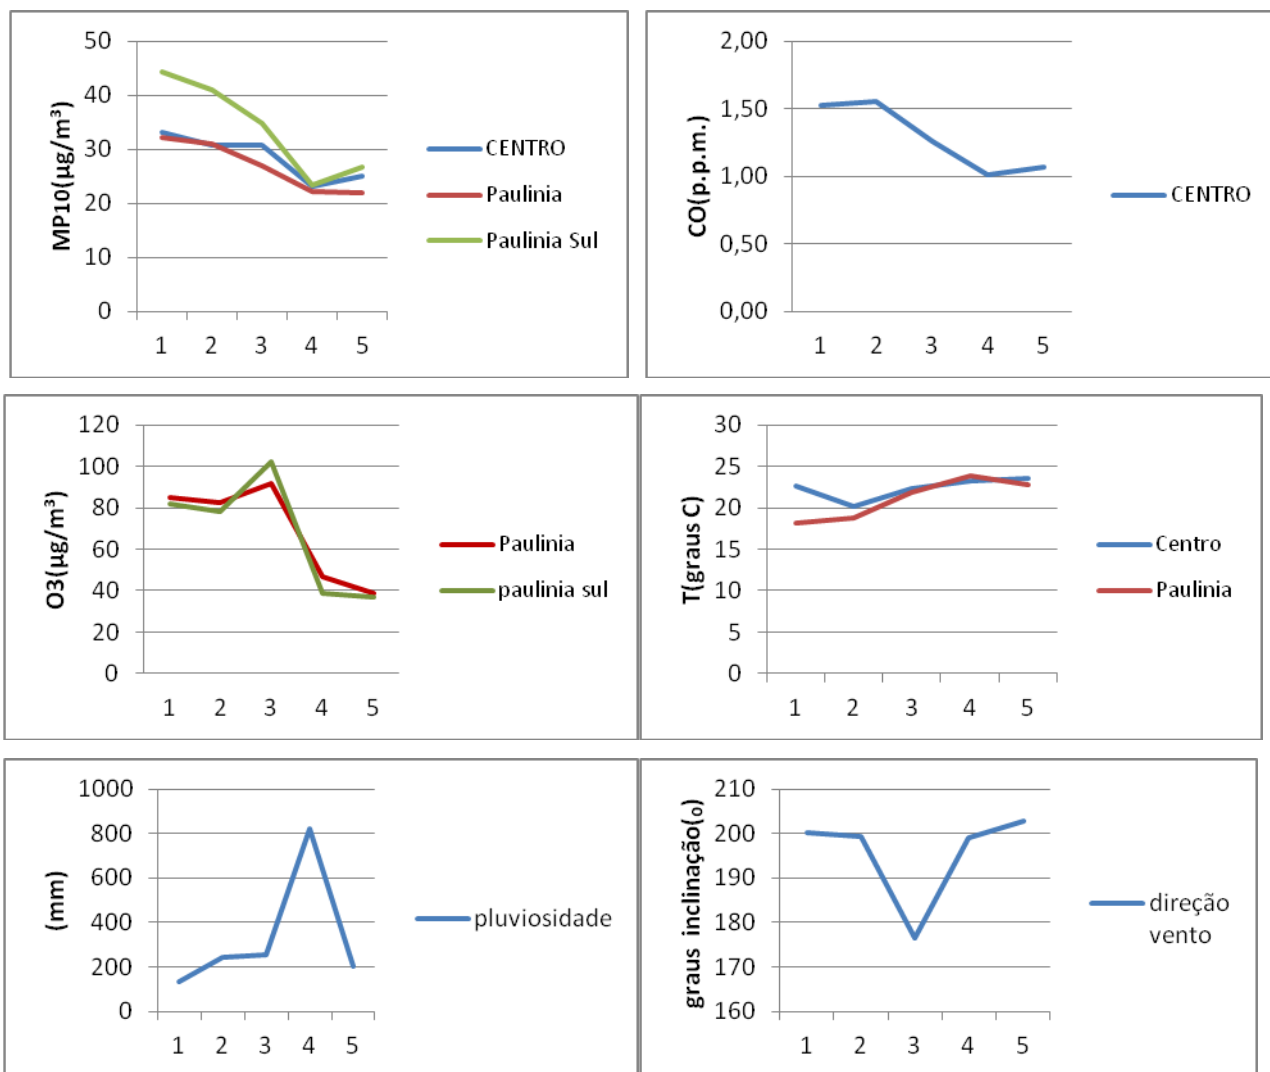 MP10(µg/m³)
50
40
30
20
10
0
1 2 3 4 5
CENTRO
Paulinia
Paulinia Sul
CO(p.p.m.)
2,00
1,50
1,00
0,50
0,00
1 2 3 4 5
CENTRO
O3(µg/m³)
120
100
80
60
40
20
0
1 2 3 4 5
Paulinia
paulinia sul
T(graus C)
30
25
20
15
10
5
0
1 2 3 4 5
Centro
Paulinia
(mm)
1000
800
600
400
200
0
1 2 3 4 5
pluviosidade
graus inclinação(₀)
210
200
190
180
170
160
1 2 3 4 5
direção
vento